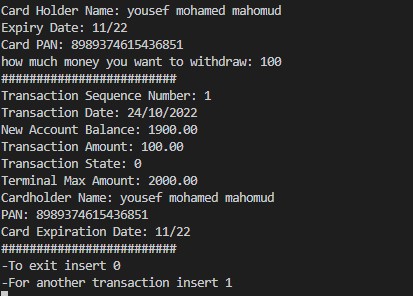 Card Holder Name: yousef mohamed mahomud
Expiry Date: 11/22
Card PAN: 8989374615436851
how much money you want to withdraw: 100
#########################
Transaction Sequence Number: 1
Transaction Date: 24/10/2022
New Account Balance: 1900.00
Transaction Amount: 100.00
Transaction State: 0
Terminal Max Amount: 2000.00
Cardholder Name: yousef mohamed mahomud
PAN: 8989374615436851
Card Expiration Date: 11/22
#########################
-To exit insert 0
-For another transaction insert 1